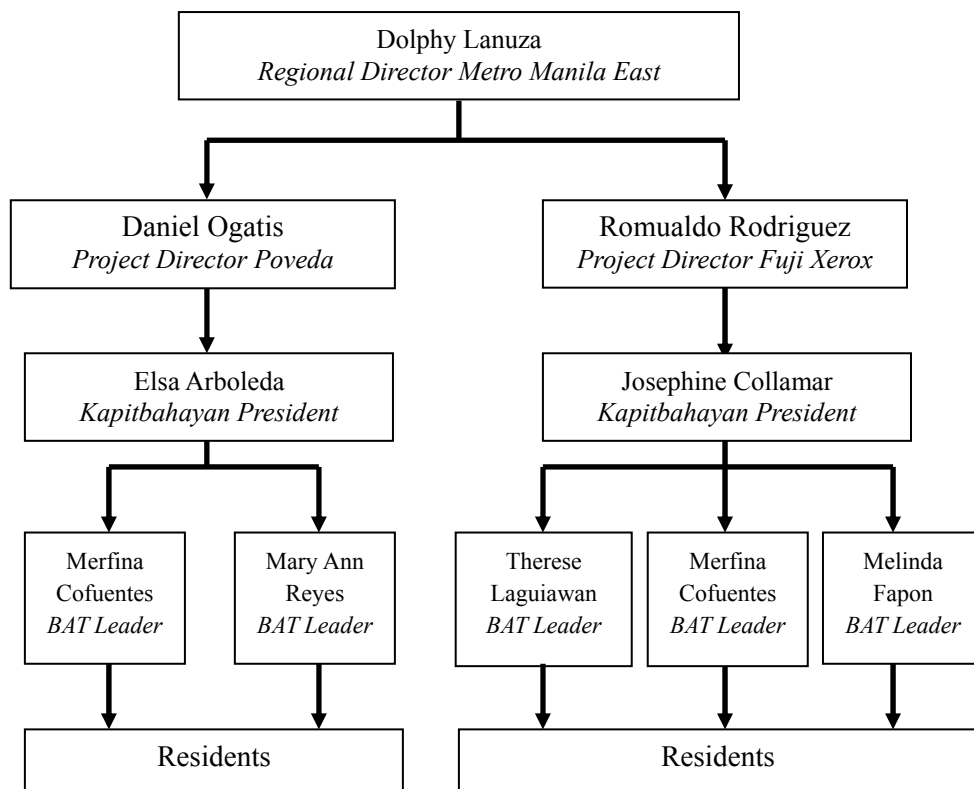 Dolphy Lanuza
Regional Director Metro Manila East
Daniel Ogatis
Project Director Poveda
Romualdo Rodriguez
Project Director Fuji Xerox
Elsa Arboleda
Kapitbahayan President
Josephine Collamar
Kapitbahayan President
Merfina
Cofuentes
BAT Leader
Mary Ann
Reyes
BAT Leader
Therese
Laguiawan
BAT Leader
Merfina
Cofuentes
BAT Leader
Melinda
Fapon
BAT Leader
Residents
Residents